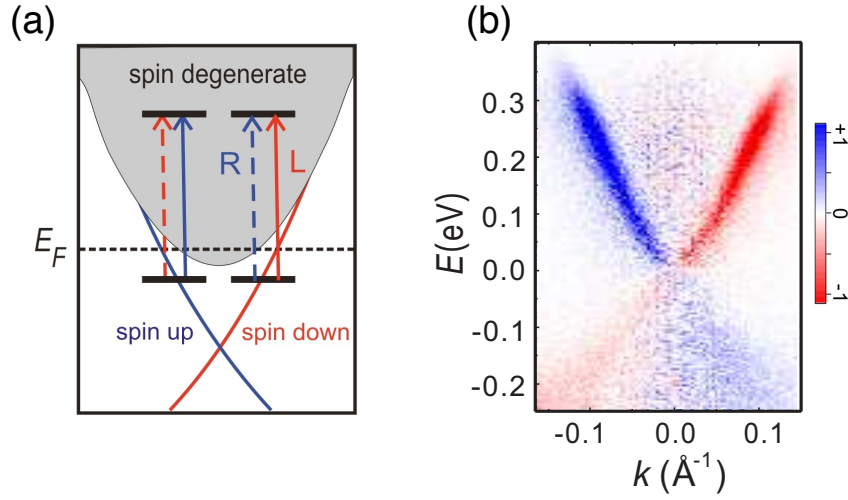 (a)
spin degenerate
R
L
E_F
spin up
spin down
(b)
E(eV)
0.3
0.2
0.1
0.0
-0.1
-0.2
-0.1
0.0
0.1
k (Å⁻¹)
+1
0
-1